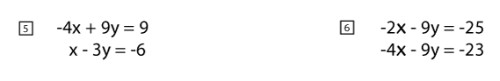 5 -4x + 9y = 9
x - 3y = -6
6 -2x - 9y = -25
-4x - 9y = -23